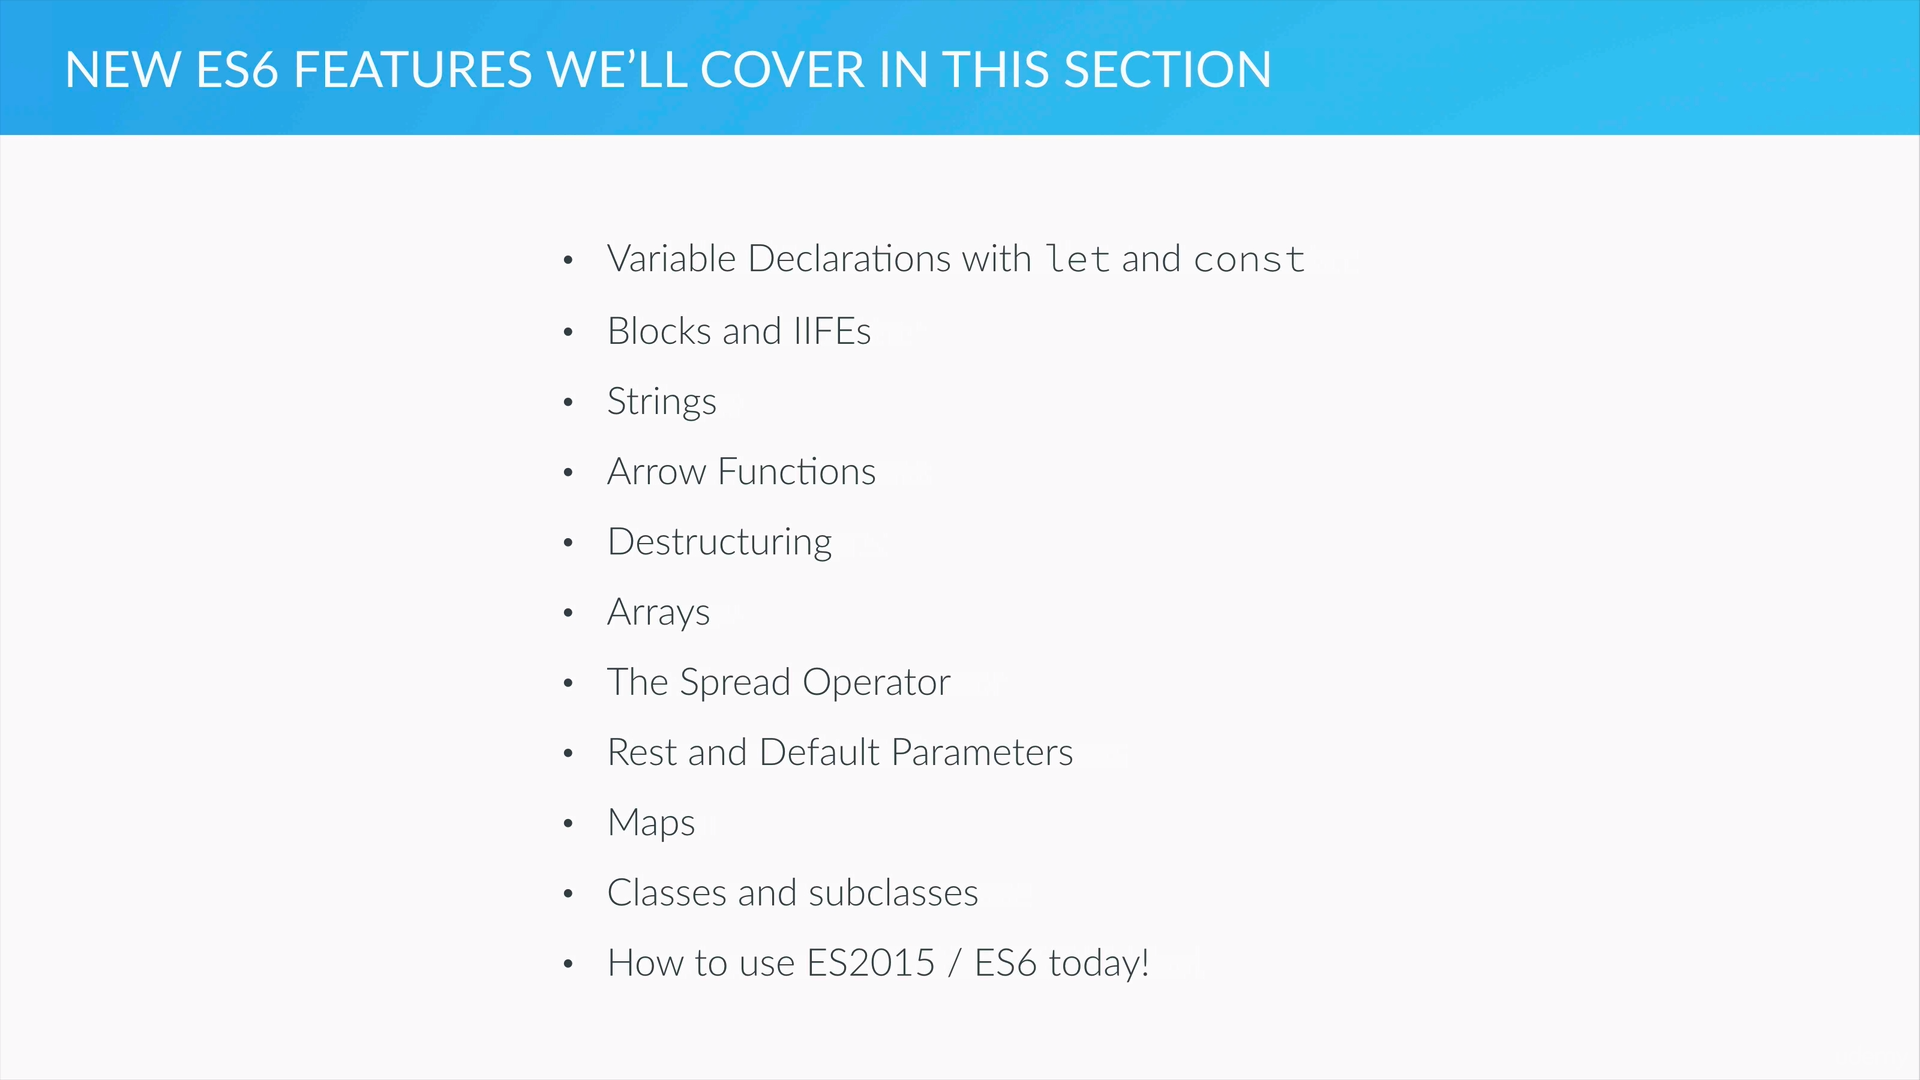 NEW ES6 FEATURES WE’LL COVER IN THIS SECTION
• Variable Declarations with let and const
• Blocks and IIFEs
• Strings
• Arrow Functions
• Destructuring
• Arrays
• The Spread Operator
• Rest and Default Parameters
• Maps
• Classes and subclasses
• How to use ES2015 / ES6 today!